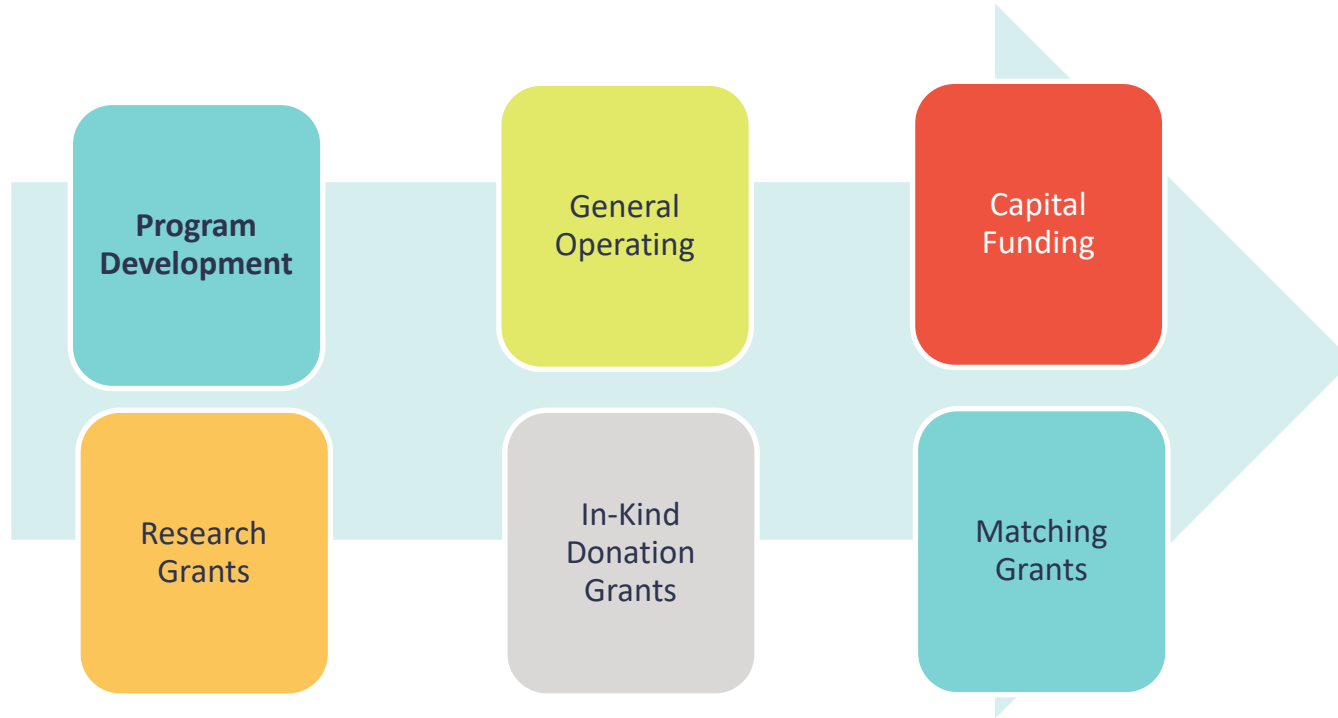 Program
Development
General
Operating
Capital
Funding
Research
Grants
In-Kind
Donation
Grants
Matching
Grants